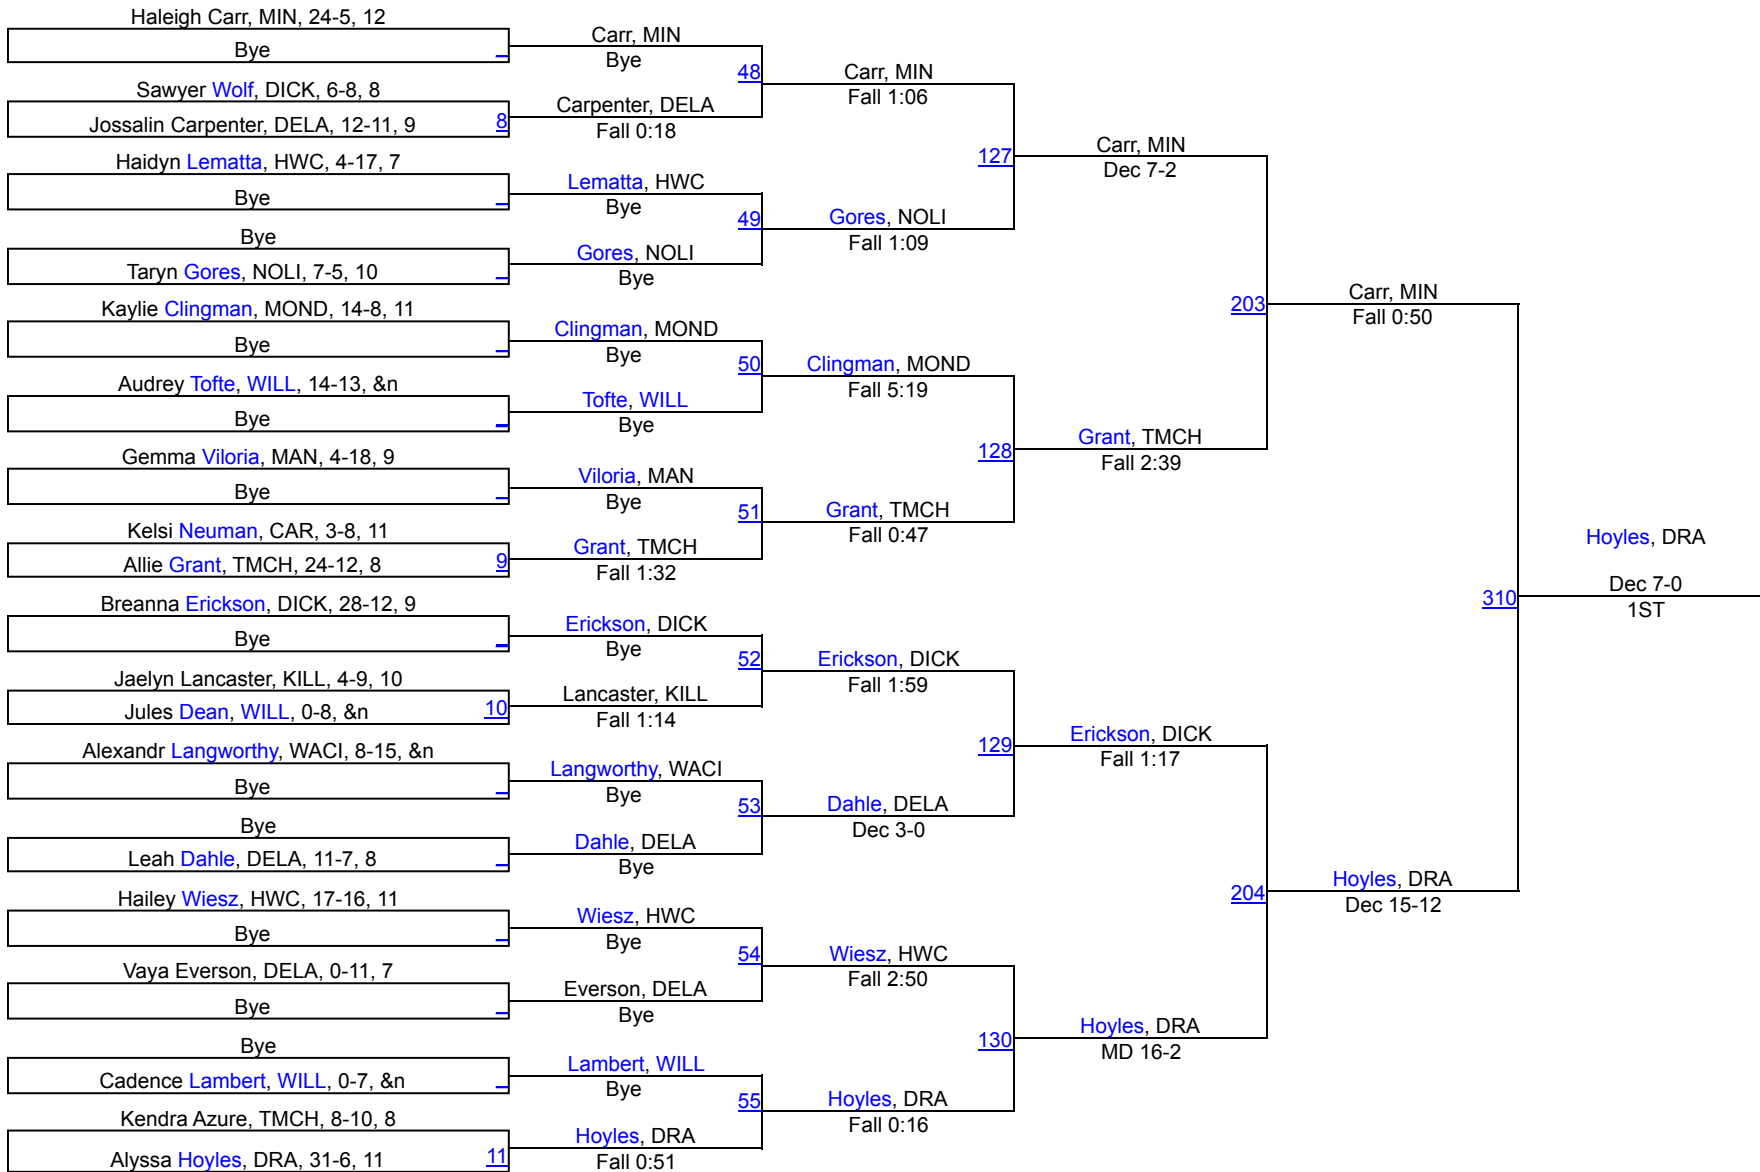 Haleigh Carr, MIN, 24-5, 12
Bye
Sawyer Wolf, DICK, 6-8, 8
Jossalin Carpenter, DELA, 12-11, 9 8
Haidyn Lematta, HWC, 4-17, 7
Bye
Bye
Taryn Gores, NOLI, 7-5, 10
Kaylie Clingman, MOND, 14-8, 11
Bye
Audrey Tofte, WILL, 14-13, &n
Bye
Gemma Viloria, MAN, 4-18, 9
Bye
Kelsi Neuman, CAR, 3-8, 11
Allie Grant, TMCH, 24-12, 8 9
Breanna Erickson, DICK, 28-12, 9
Bye
Jaelyn Lancaster, KILL, 4-9, 10
Jules Dean, WILL, 0-8, &n 10
Alexandr Langworthy, WACI, 8-15, &n
Bye
Bye
Leah Dahle, DELA, 11-7, 8
Hailey Wiesz, HWC, 17-16, 11
Bye
Vaya Everson, DELA, 0-11, 7
Bye
Bye
Cadence Lambert, WILL, 0-7, &n
Kendra Azure, TMCH, 8-10, 8
Alyssa Hoyles, DRA, 31-6, 11 11
Carr, MIN
Bye
48
Carpenter, DELA
Fall 0:18
Lematta, HWC
Bye
49
Gores, NOLI
Bye
Clingman, MOND
Bye
50
Tofte, WILL
Bye
Viloria, MAN
Bye
51
Grant, TMCH
Fall 1:32
Erickson, DICK
Bye
52
Lancaster, KILL
Fall 1:14
Langworthy, WACI
Bye
53
Dahle, DELA
Bye
Wiesz, HWC
Bye
54
Everson, DELA
Bye
Lambert, WILL
Bye
55
Hoyles, DRA
Fall 0:51
Carr, MIN
Fall 1:06
127
Gores, NOLI
Fall 1:09
Clingman, MOND
Fall 5:19
128
Grant, TMCH
Fall 0:47
Erickson, DICK
Fall 1:59
129
Dahle, DELA
Dec 3-0
Wiesz, HWC
Fall 2:50
130
Hoyles, DRA
Fall 0:16
Carr, MIN
Dec 7-2
203
Grant, TMCH
Fall 2:39
Erickson, DICK
Fall 1:17
204
Hoyles, DRA
MD 16-2
Carr, MIN
Fall 0:50
310
Hoyles, DRA
Dec 15-12
Hoyles, DRA
Dec 7-0
1ST